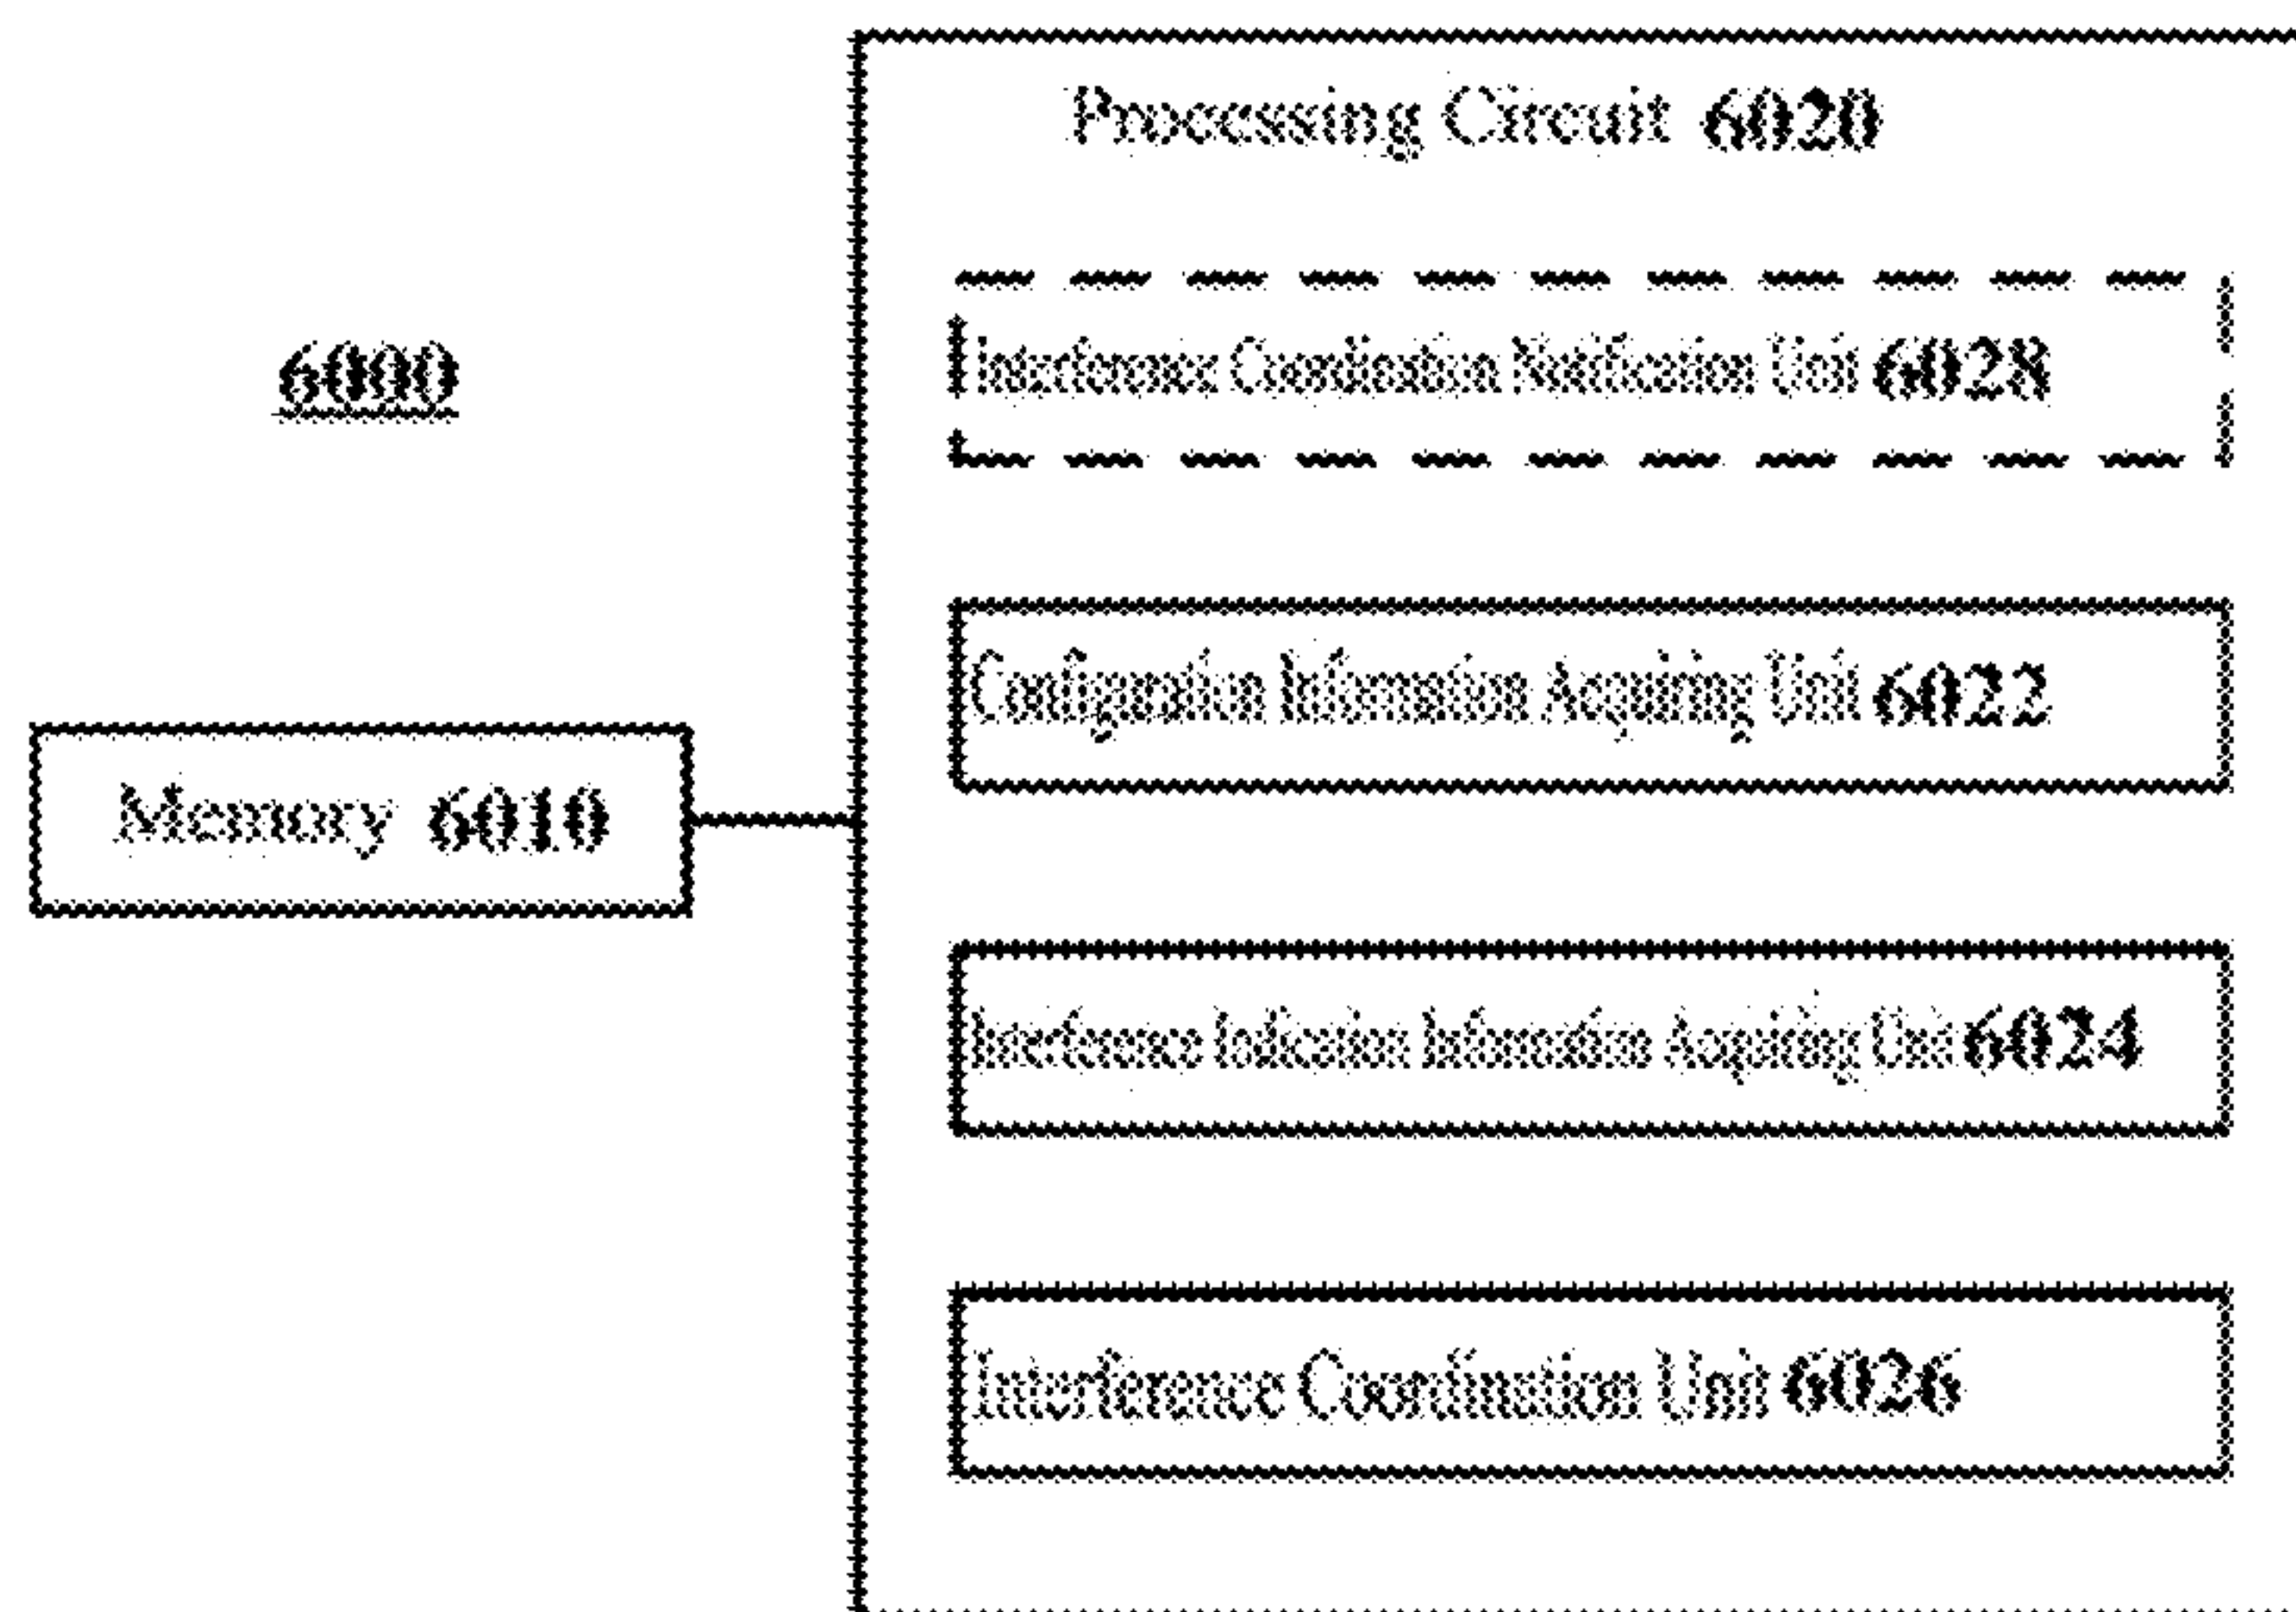 Processing Circuit 6020
6000
Interference Coordination Notification Unit 6028
Configuration Information Acquiring Unit 6022
Memory 6010
Interference Indication Information Acquiring Unit 6024
Interference Coordination Unit 6026